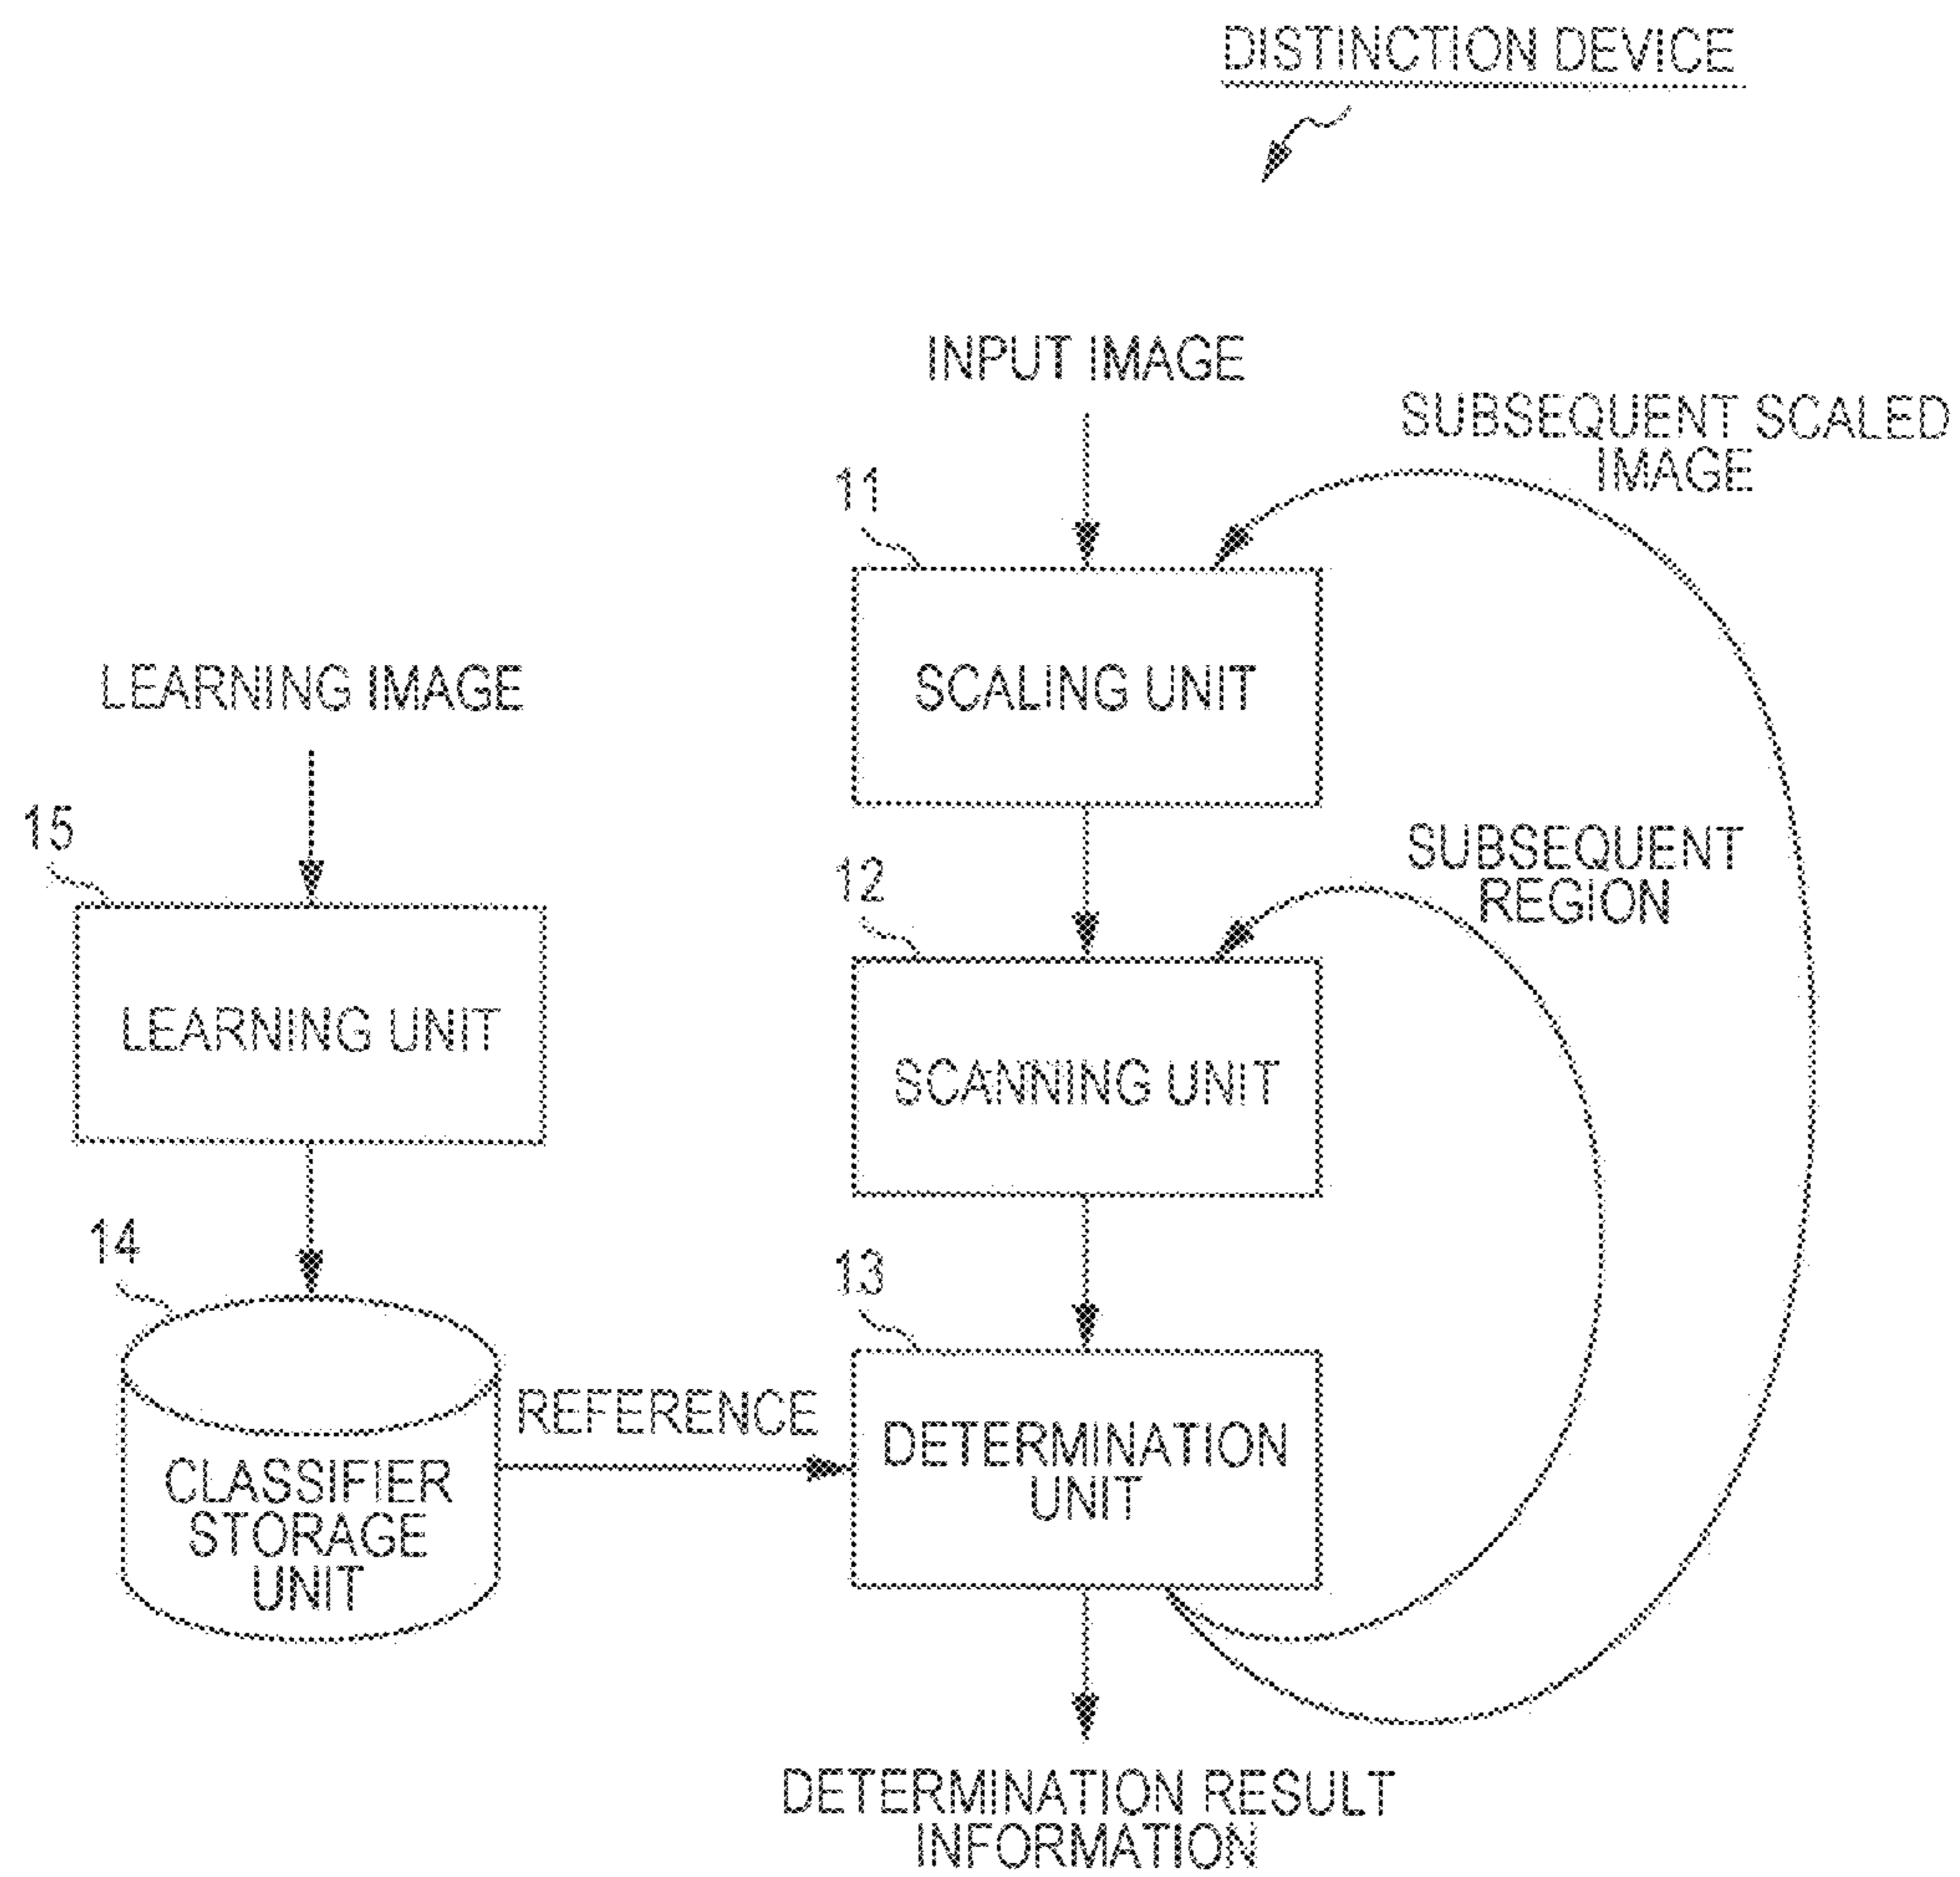 DISTINCTION DEVICE
INPUT IMAGE
SUBSEQUENT SCALED
IMAGE
11
SCALING UNIT
LEARNING IMAGE
15
SUBSEQUENT
REGION
12
LEARNING UNIT
SCANNING UNIT
14
13
REFERENCE
DETERMINATION
UNIT
CLASSIFIER
STORAGE
UNIT
DETERMINATION RESULT
INFORMATION